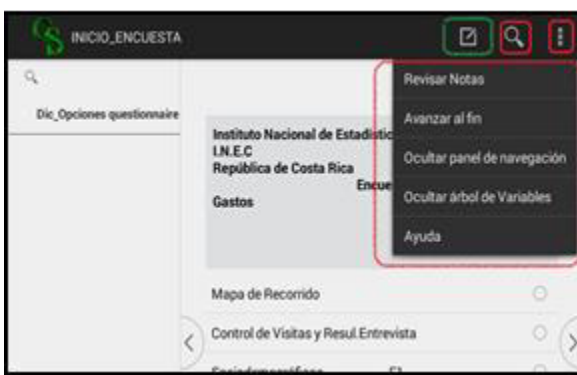 INICIO_ENCUESTA
Revisar Notas
Avanzar al fin
Ocultar panel de navegación
Ocultar árbol de Variables
Ayuda
Dic_Opciones questionnaire
Instituto Nacional de Estadístic
I.N.E.C
República de Costa Rica
Encue
Gastos
Mapa de Recorrido
Control de Visitas y Resul.Entrevista